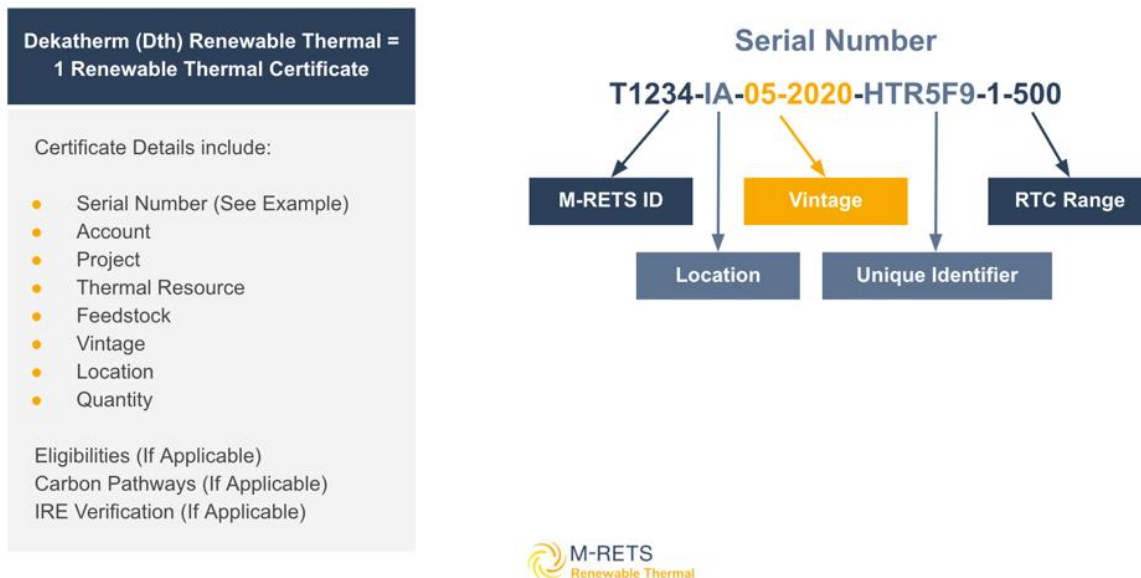 Dekatherm (Dth) Renewable Thermal =
1 Renewable Thermal Certificate
Certificate Details include:
Serial Number (See Example)
Account
Project
Thermal Resource
Feedstock
Vintage
Location
Quantity
Eligibilities (If Applicable)
Carbon Pathways (If Applicable)
IRE Verification (If Applicable)
Serial Number
T1234-IA-05-2020-HTR5F9-1-500
M-RETS ID
Vintage
RTC Range
Location
Unique Identifier
M-RETS
Renewable Thermal